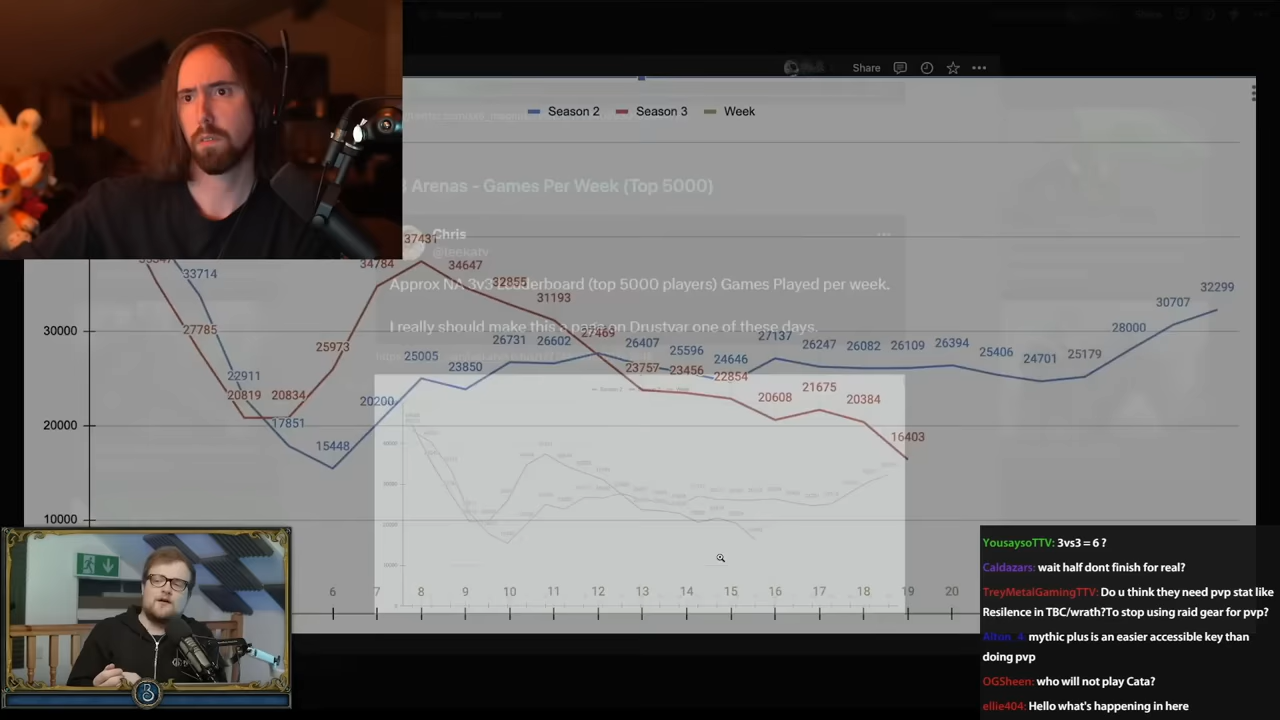 Share
Season 2 Season 3 Week
Arenas - Games Per Week (Top 5000)
Chris
@leekatv
Approx NA 3v3 Leaderboard (top 5000 players) Games Played per week.
I really should make this a page on Drustvar one of these days.
37431
34784
34647
32855
31193
33714
27785
25973
22911
20819
20834
17851
15448
20200
25005
23850
26731
26602
27469
26407
25596
24646
27137
26247
26082
26109
26394
25406
24701
25179
28000
30707
32299
23757
23456
22854
20608
21675
20384
16403
30000
20000
10000
6 7 8 9 10 11 12 13 14 15 16 17 18 19 20
YousaysoTTV: 3vs3 = 6 ?
Caldazars: wait half dont finish for real?
TreyMetalGamingTTV: Do u think they need pvp stat like
Resilence in TBC/wrath?To stop using raid gear for pvp?
mythic plus is an easier accessible key than
doing pvp
OGSheen: who will not play Cata?
ellie404: Hello what's happening in here